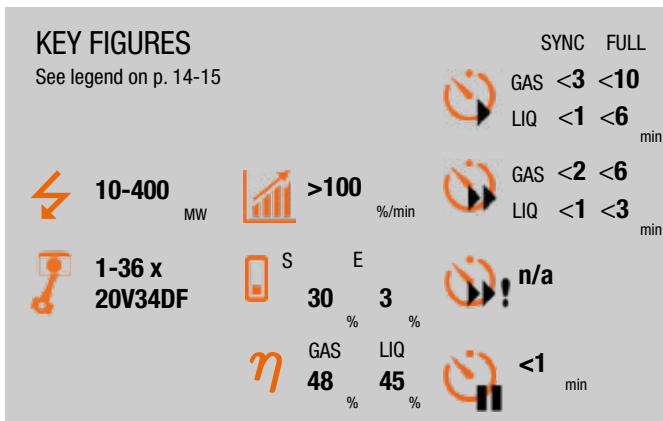 KEY FIGURES
See legend on p. 14-15
SYNC FULL
GAS <3 <10
LIQ <1 <6
min
10-400 MW
>100 %/min
GAS <2 <6
LIQ <1 <3
min
1-36 x
20V34DF
S E
30 % 3 %
n/a
!
η
GAS LIQ
48 % 45 %
<1 min